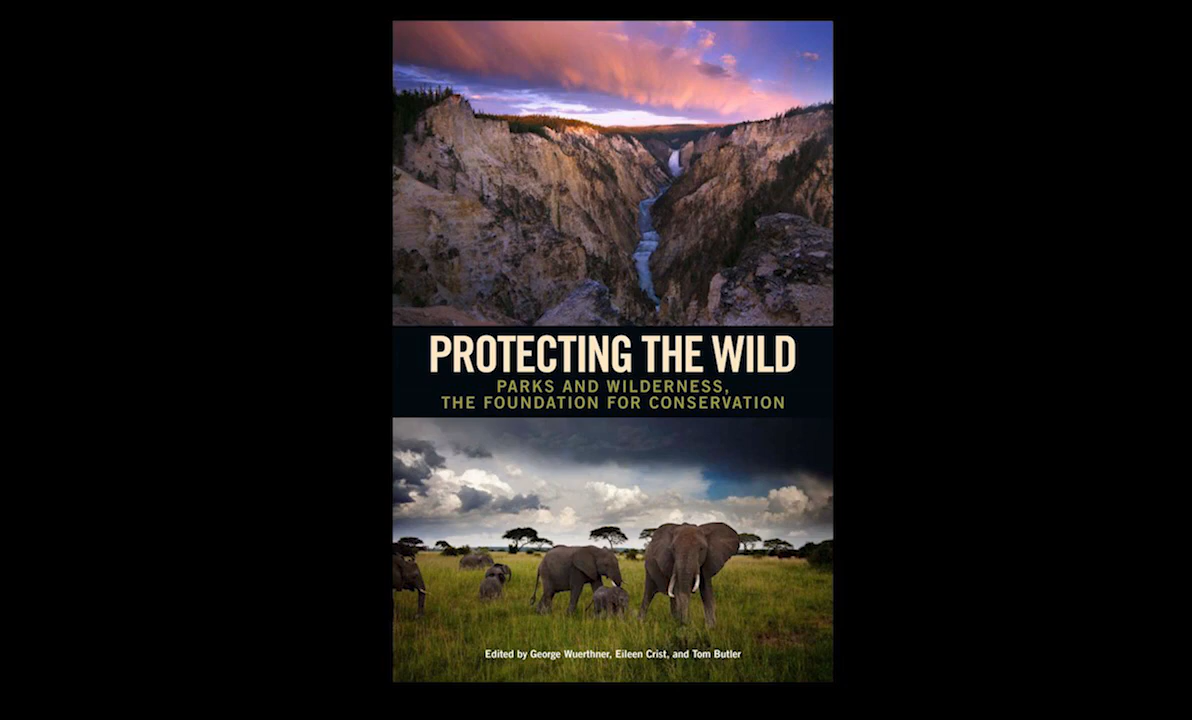 PROTECTING THE WILD
PARKS AND WILDERNESS,
THE FOUNDATION FOR CONSERVATION
Edited by George Wuerthner, Eileen Crist, and Tom Butler